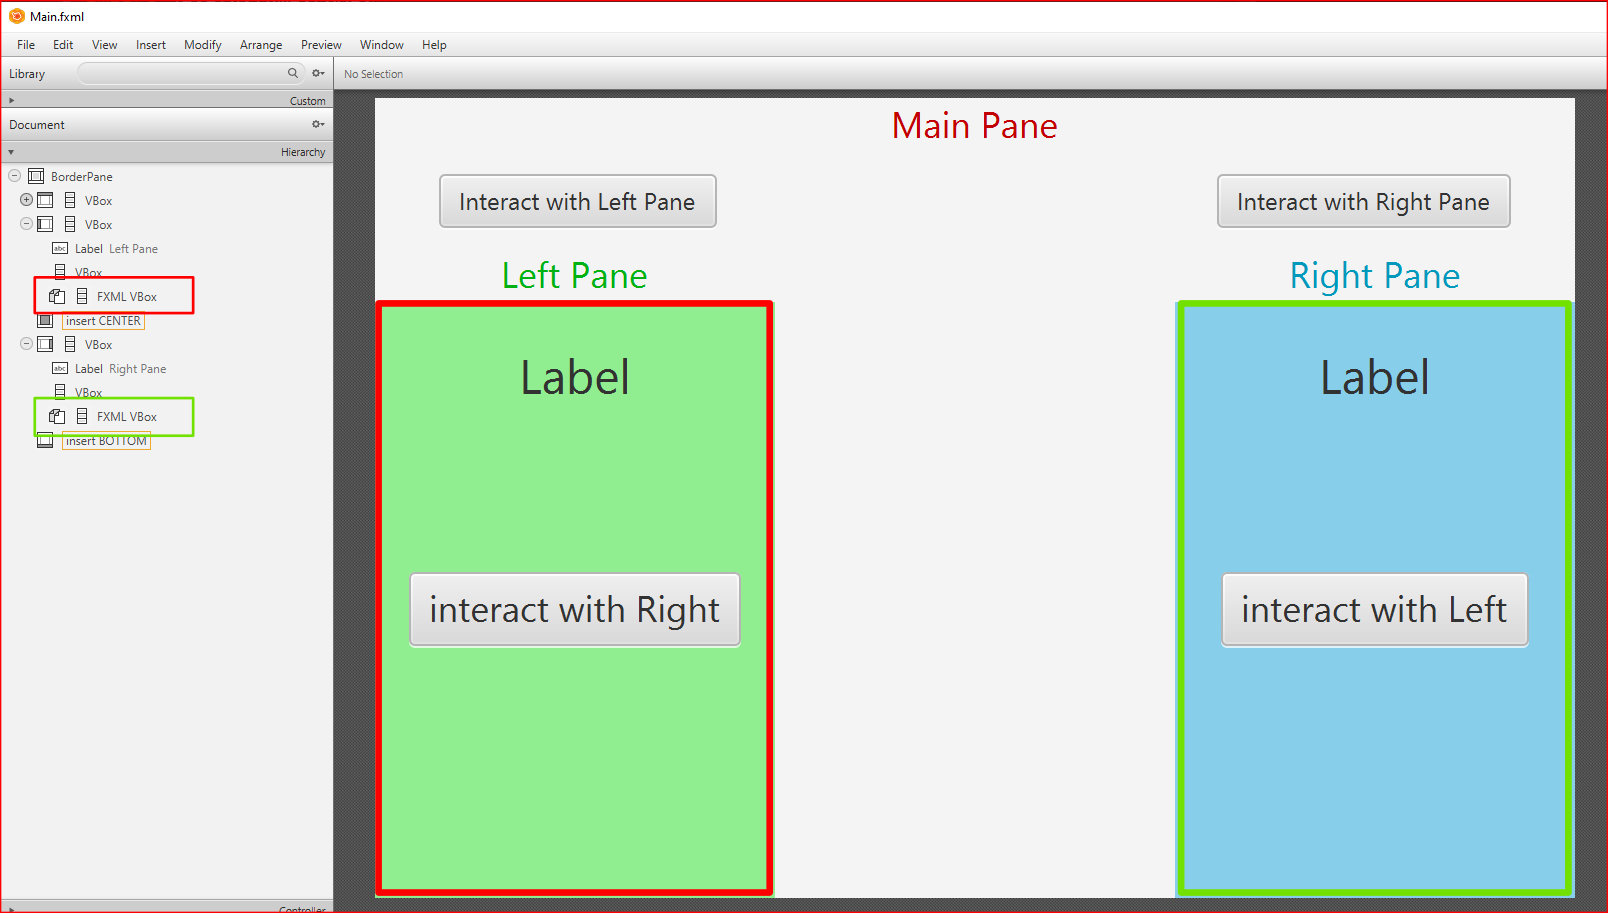 Main.fxml
File Edit View Insert Modify Arrange Preview Window Help
Library
No Selection
Custom
Document
Hierarchy
BorderPane
VBox
VBox
abc Label Left Pane
VBox
FXML VBox
insert CENTER
VBox
abc Label Right Pane
VBox
FXML VBox
insert BOTTOM
Controller
Main Pane
Interact with Left Pane
Interact with Right Pane
Left Pane
Right Pane
Label
Label
interact with Right
interact with Left